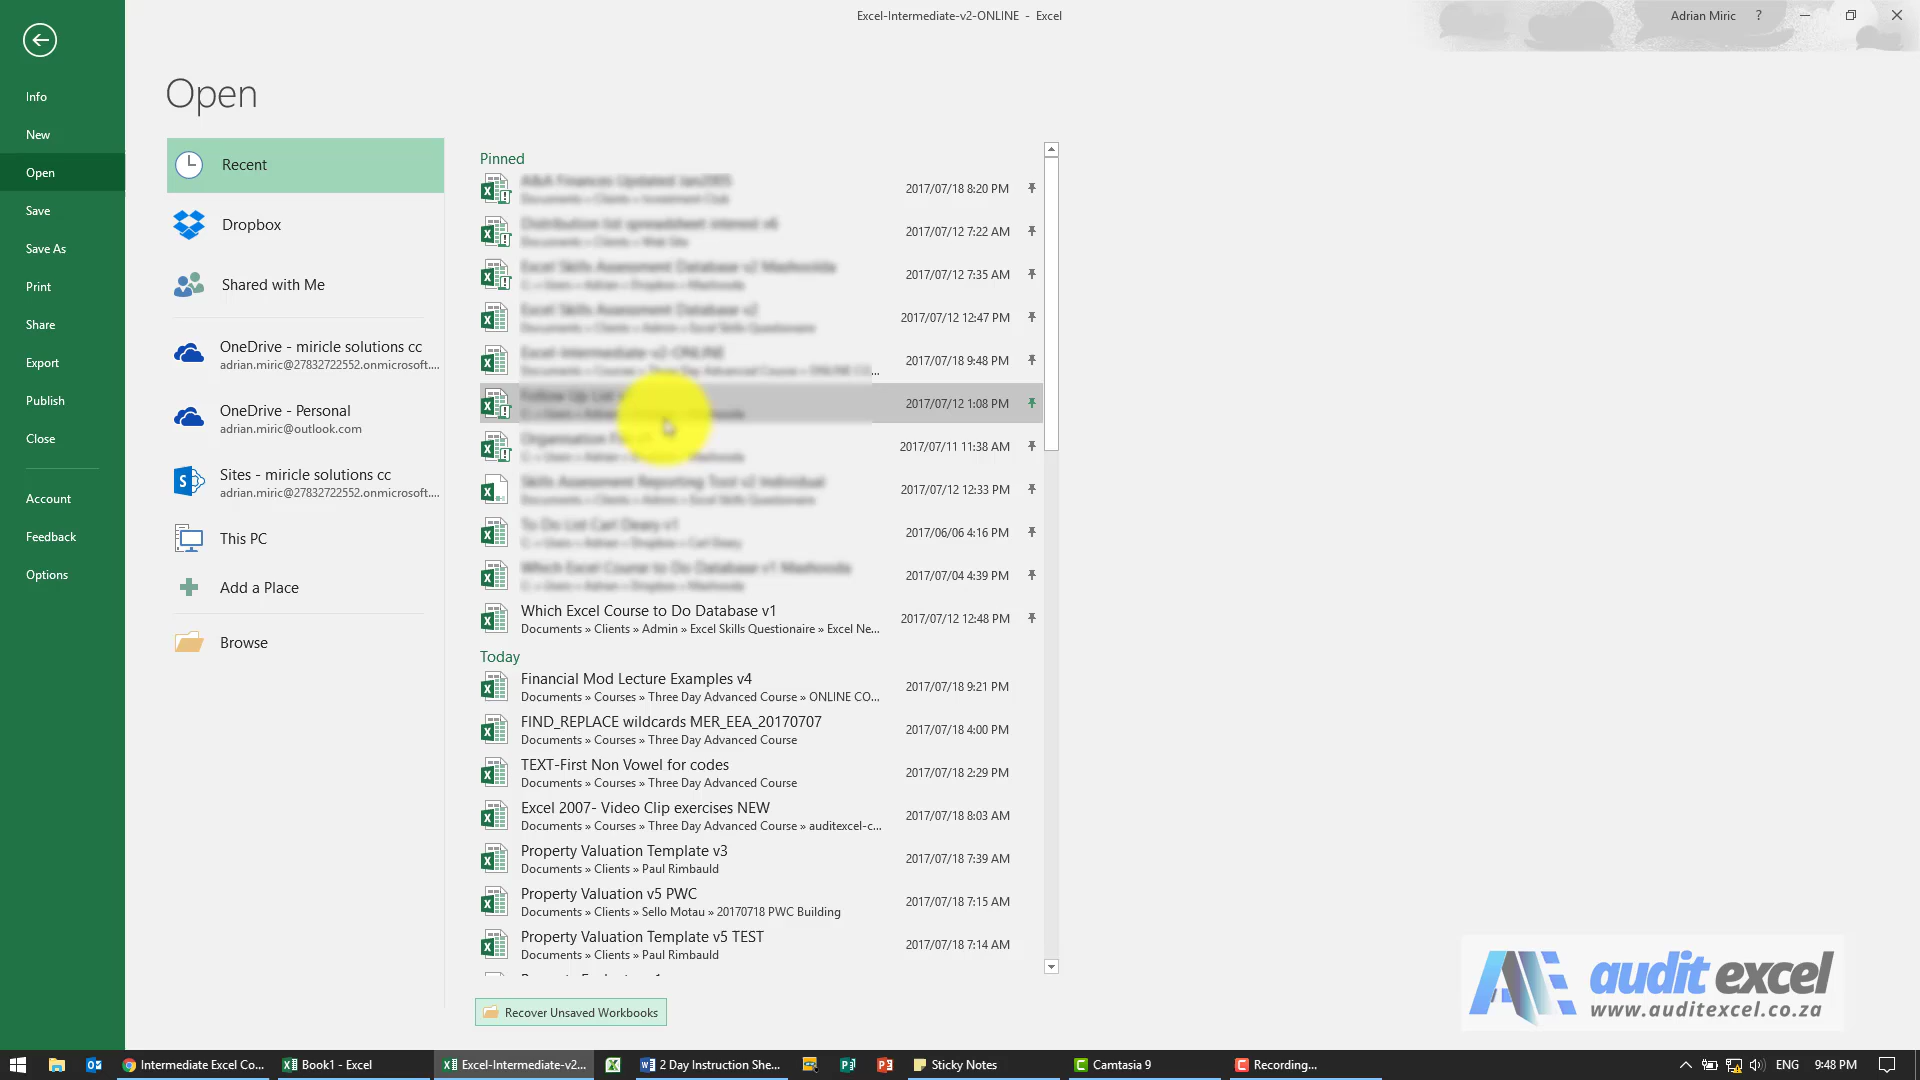 Excel-Intermediate-v2-ONLINE - Excel
Adrian Miric
?
Info
New
Open
Save
Save As
Print
Share
Export
Publish
Close
Account
Feedback
Options
Open
Recent
Dropbox
Shared with Me
OneDrive - miricle solutions cc
adrian.miric@27832722552.onmicrosoft....
OneDrive - Personal
adrian.miric@outlook.com
Sites - miricle solutions cc
adrian.miric@27832722552.onmicrosoft....
This PC
Add a Place
Browse
Pinned
2017/07/18 8:20 PM
2017/07/12 7:22 AM
2017/07/12 7:35 AM
2017/07/12 12:47 PM
2017/07/18 9:48 PM
2017/07/12 1:08 PM
2017/07/11 11:38 AM
2017/07/12 12:33 PM
2017/06/06 4:16 PM
2017/07/04 4:39 PM
Which Excel Course to Do Database v1
Documents » Clients » Admin » Excel Skills Questionaire » Excel Ne...
2017/07/12 12:48 PM
Today
Financial Mod Lecture Examples v4
Documents » Courses » Three Day Advanced Course » ONLINE CO...
2017/07/18 9:21 PM
FIND_REPLACE wildcards MER_EEA_20170707
Documents » Courses » Three Day Advanced Course
2017/07/18 4:00 PM
TEXT-First Non Vowel for codes
Documents » Courses » Three Day Advanced Course
2017/07/18 2:29 PM
Excel 2007- Video Clip exercises NEW
Documents » Courses » Three Day Advanced Course » auditexcel-c...
2017/07/18 8:03 AM
Property Valuation Template v3
Documents » Clients » Paul Rimbauld
2017/07/18 7:39 AM
Property Valuation v5 PWC
Documents » Clients » Sello Motau » 20170718 PWC Building
2017/07/18 7:15 AM
Property Valuation Template v5 TEST
Documents » Clients » Paul Rimbauld
2017/07/18 7:14 AM
Recover Unsaved Workbooks
audit excel
www.auditexcel.co.za
Intermediate Excel Co...
Book1 - Excel
Excel-Intermediate-v2...
2 Day Instruction She...
Sticky Notes
Camtasia 9
Recording...
ENG
9:48 PM